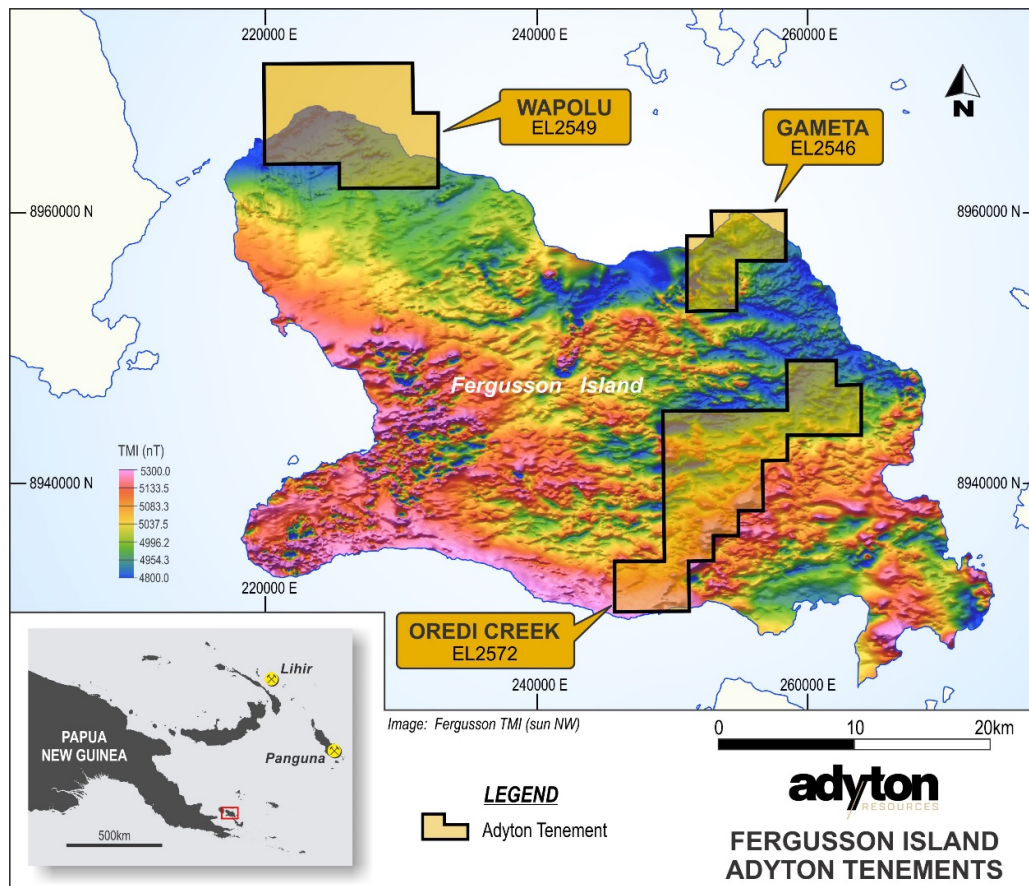 220000 E
240000 E
260000 E
WAPOLU
EL2549
GAMETA
EL2546
N
8960000 N
8960000 N
Fergusson Island
TMI (nT)
5300.0
5133.5
5083.3
5037.5
4996.2
4954.3
4800.0
8940000 N
8940000 N
220000 E
OREDI CREEK
EL2572
240000 E
260000 E
Image: Fergusson TMI (sun NW)
0 10 20km
Lihir
PAPUA
NEW GUINEA
Panguna
500km
LEGEND
Adyton Tenement
adyton
RESOURCES
FERGUSSON ISLAND
ADYTON TENEMENTS